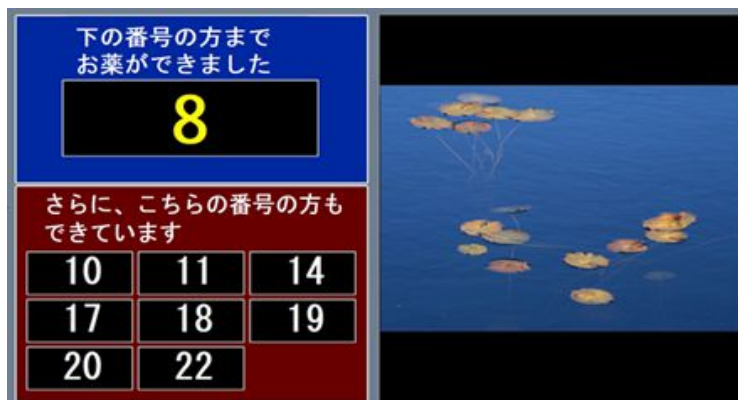 下の番号の方まで
お薬ができました
8
さらに、こちらの番号の方も
できています
10 11 14
17 18 19
20 22